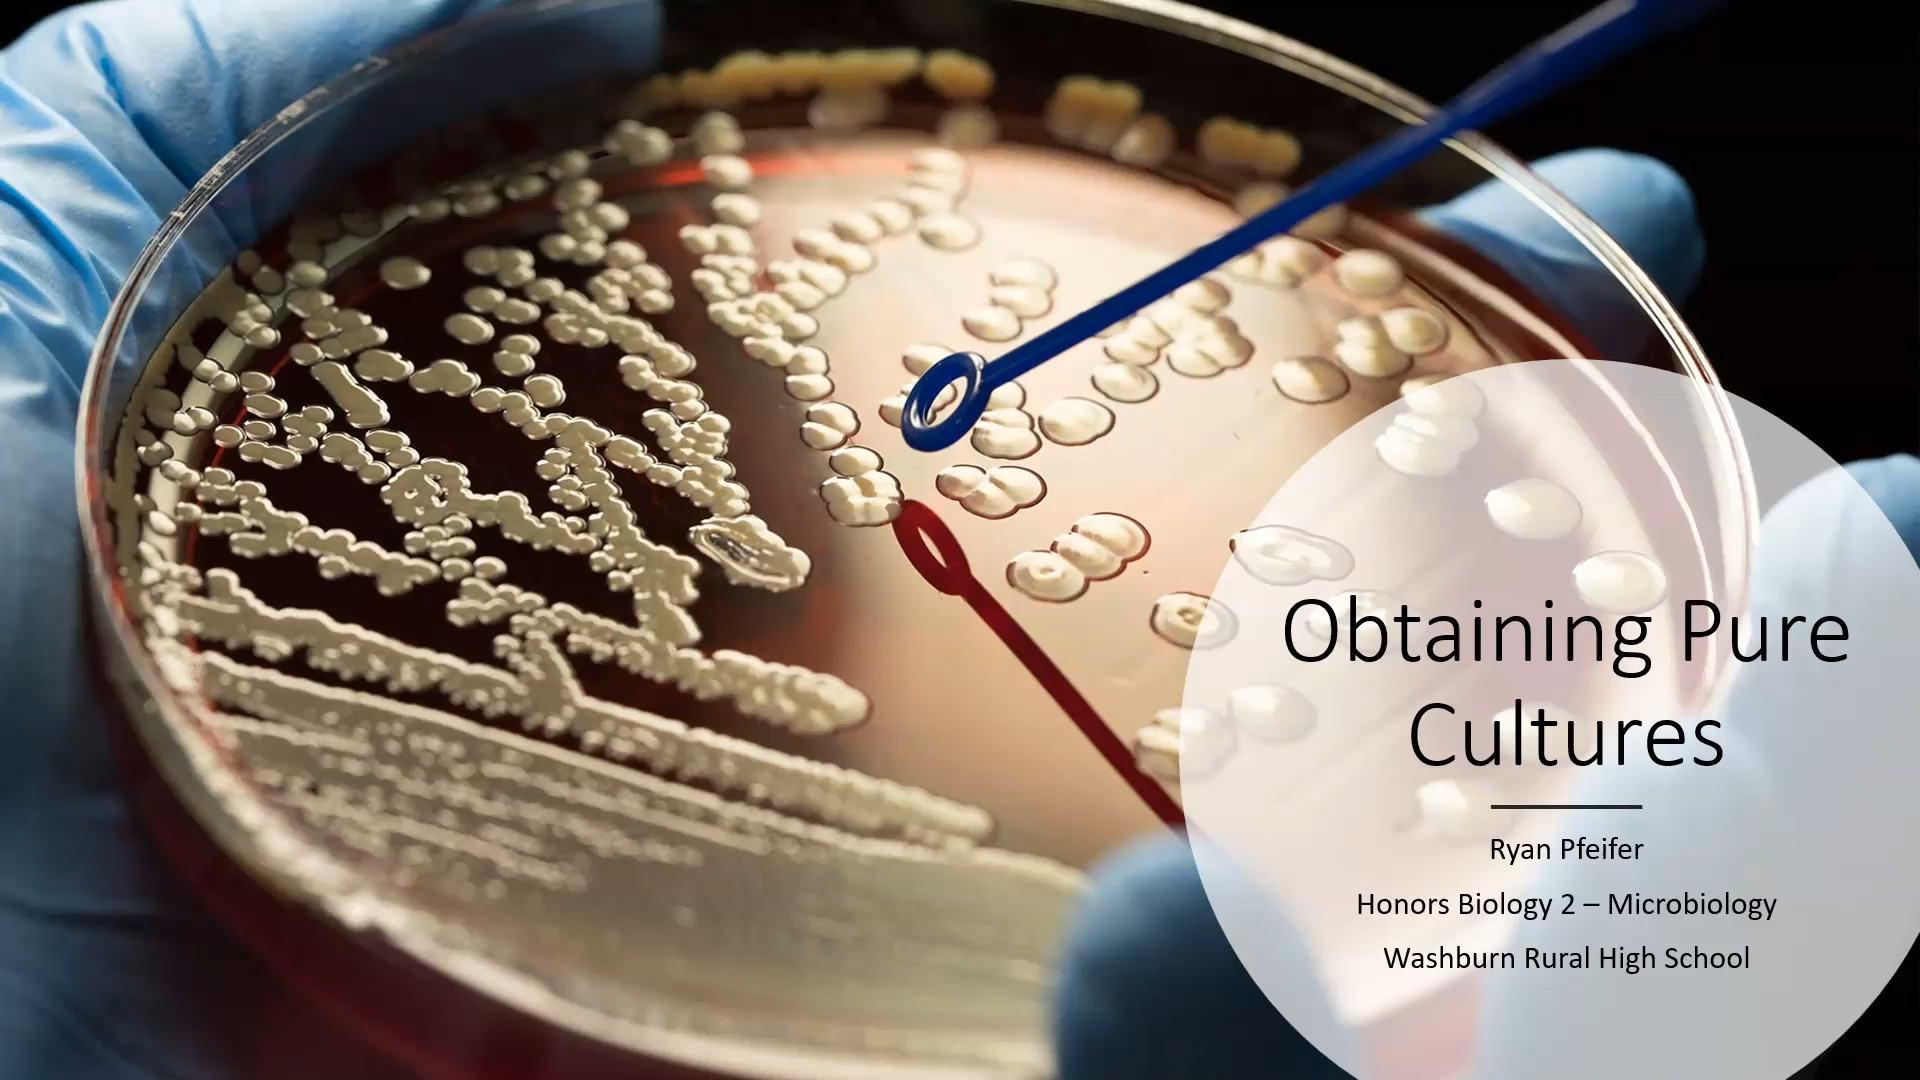 Obtaining Pure
Cultures
Ryan Pfeifer
Honors Biology 2 – Microbiology
Washburn Rural High School